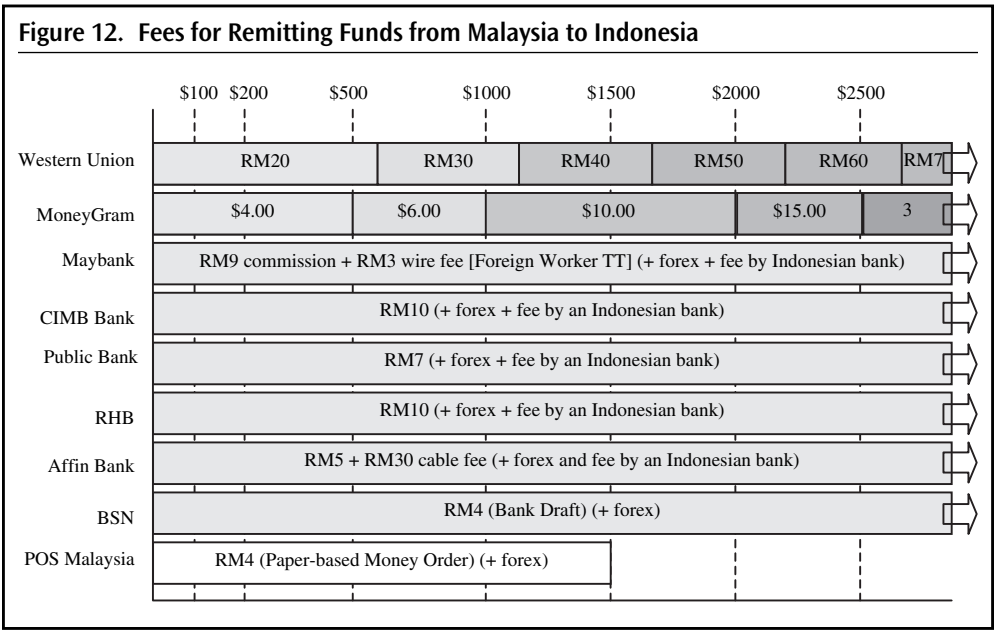 Figure 12. Fees for Remitting Funds from Malaysia to Indonesia
$100 $200 $500 $1000 $1500 $2000 $2500
Western Union RM20 RM30 RM40 RM50 RM60 RM7
MoneyGram $4.00 $6.00 $10.00 $15.00 3
Maybank RM9 commission + RM3 wire fee [Foreign Worker TT] (+ forex + fee by Indonesian bank)
CIMB Bank RM10 (+ forex + fee by an Indonesian bank)
Public Bank RM7 (+ forex + fee by an Indonesian bank)
RHB RM10 (+ forex + fee by an Indonesian bank)
Affin Bank RM5 + RM30 cable fee (+ forex and fee by an Indonesian bank)
BSN RM4 (Bank Draft) (+ forex)
POS Malaysia RM4 (Paper-based Money Order) (+ forex)